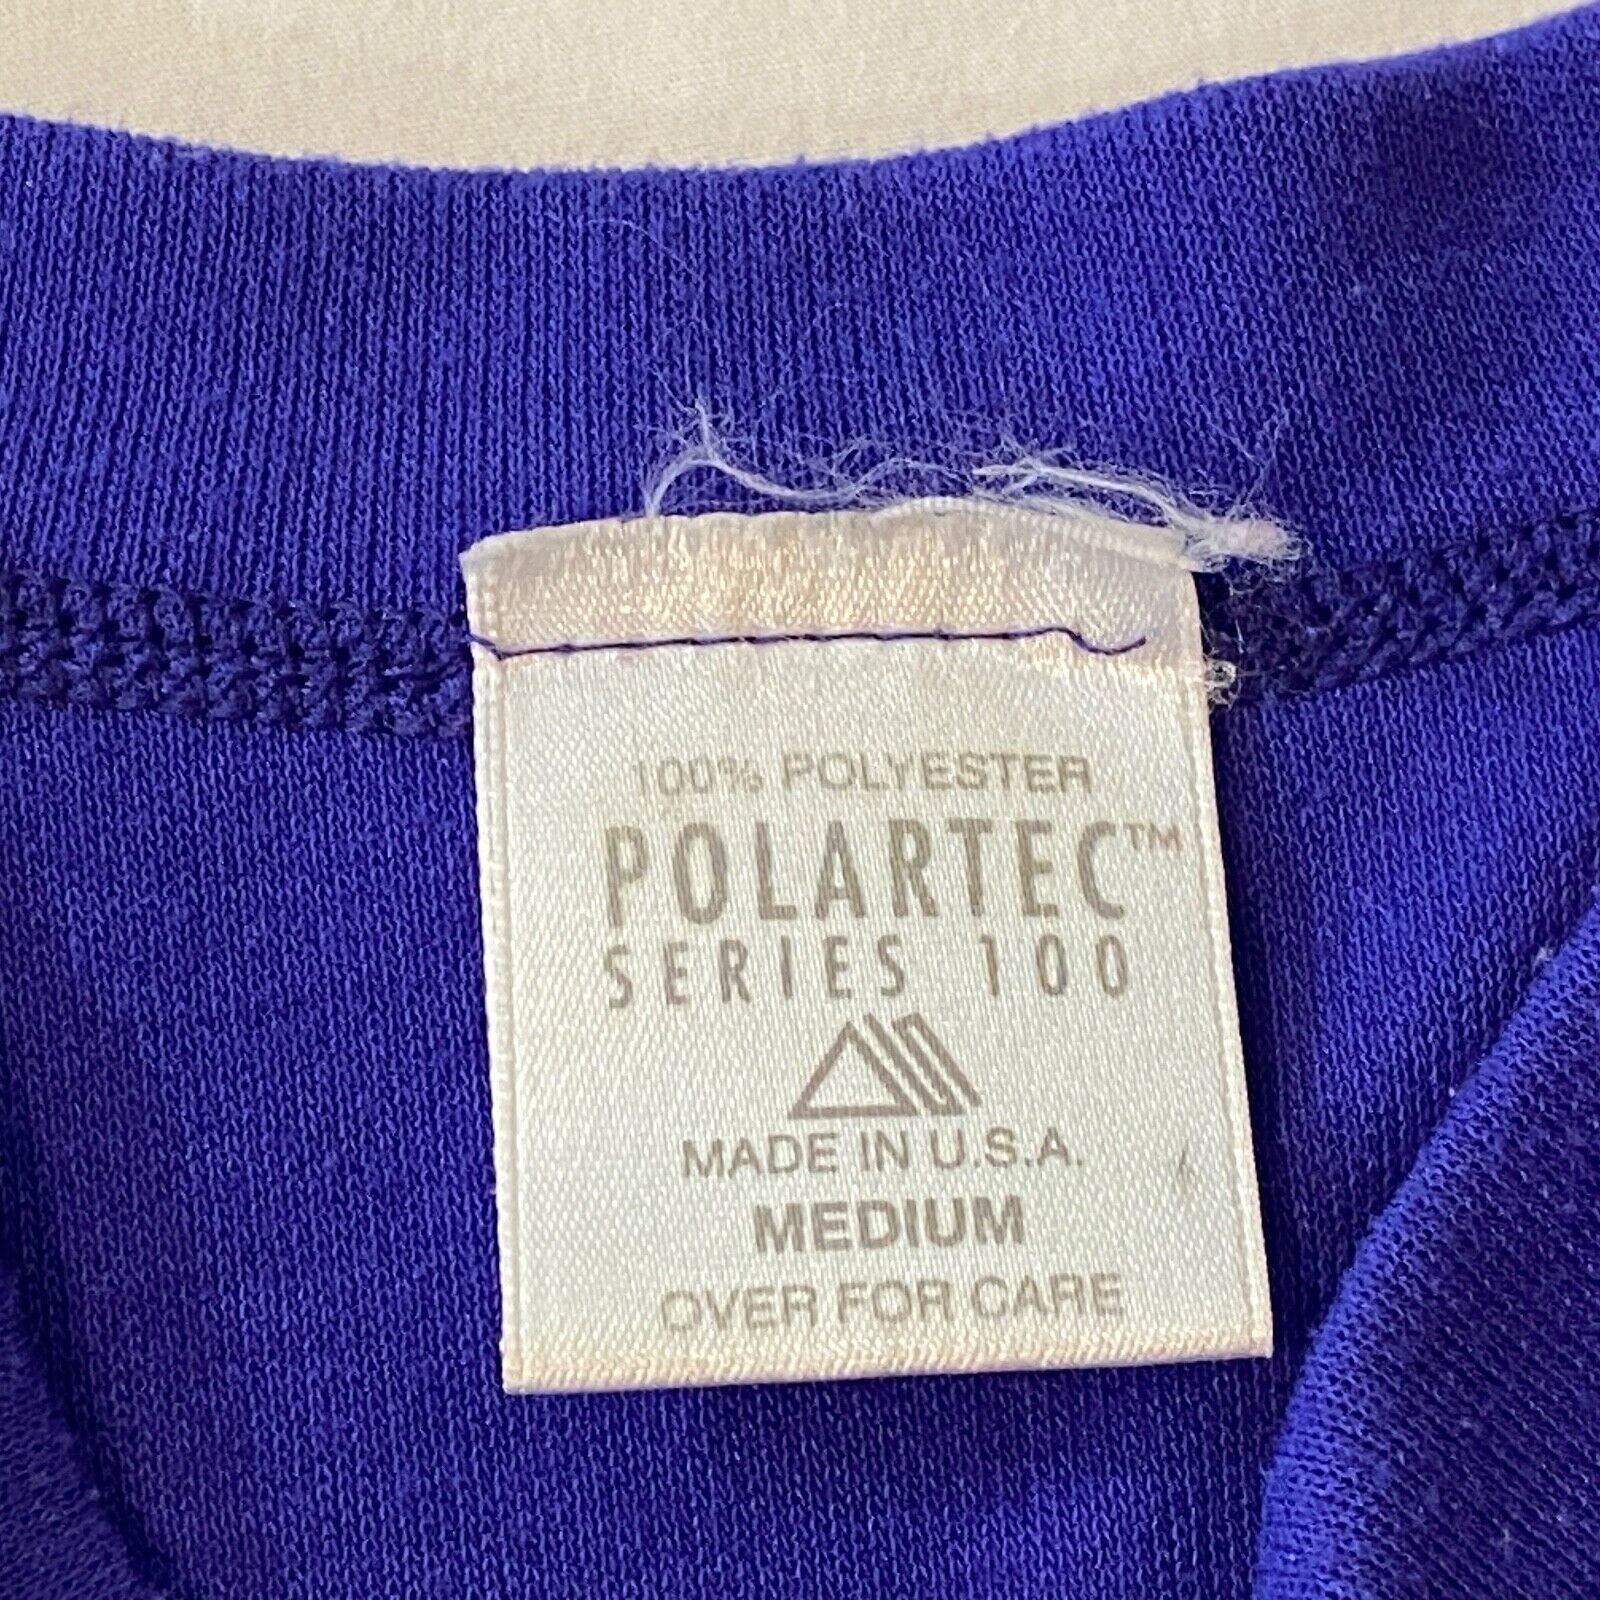 100% POLYESTER
POLARTEC™
SERIES 100
MADE IN U.S.A.
MEDIUM
OVER FOR CARE